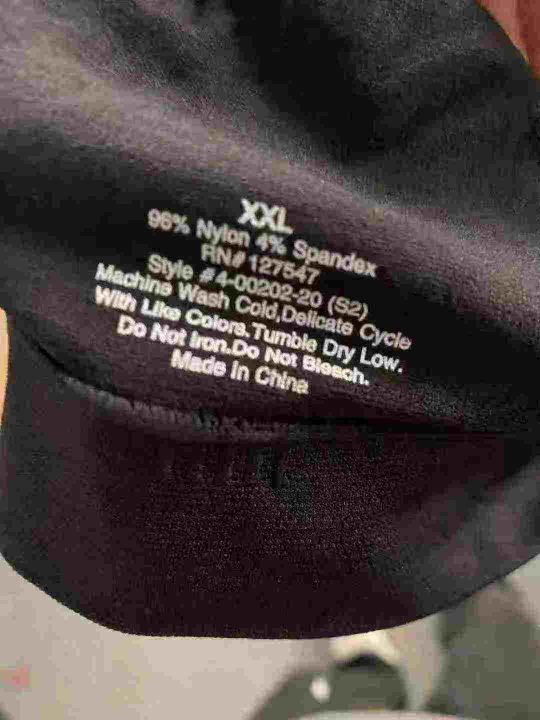 XXL
96% Nylon 4% Spandex
RN# 127547
Style #4-00202-20 (S2)
Machine Wash Cold,Delicate Cycle
With Like Colors,Tumble Dry Low.
Do Not Iron.Do Not Bleach.
Made In China